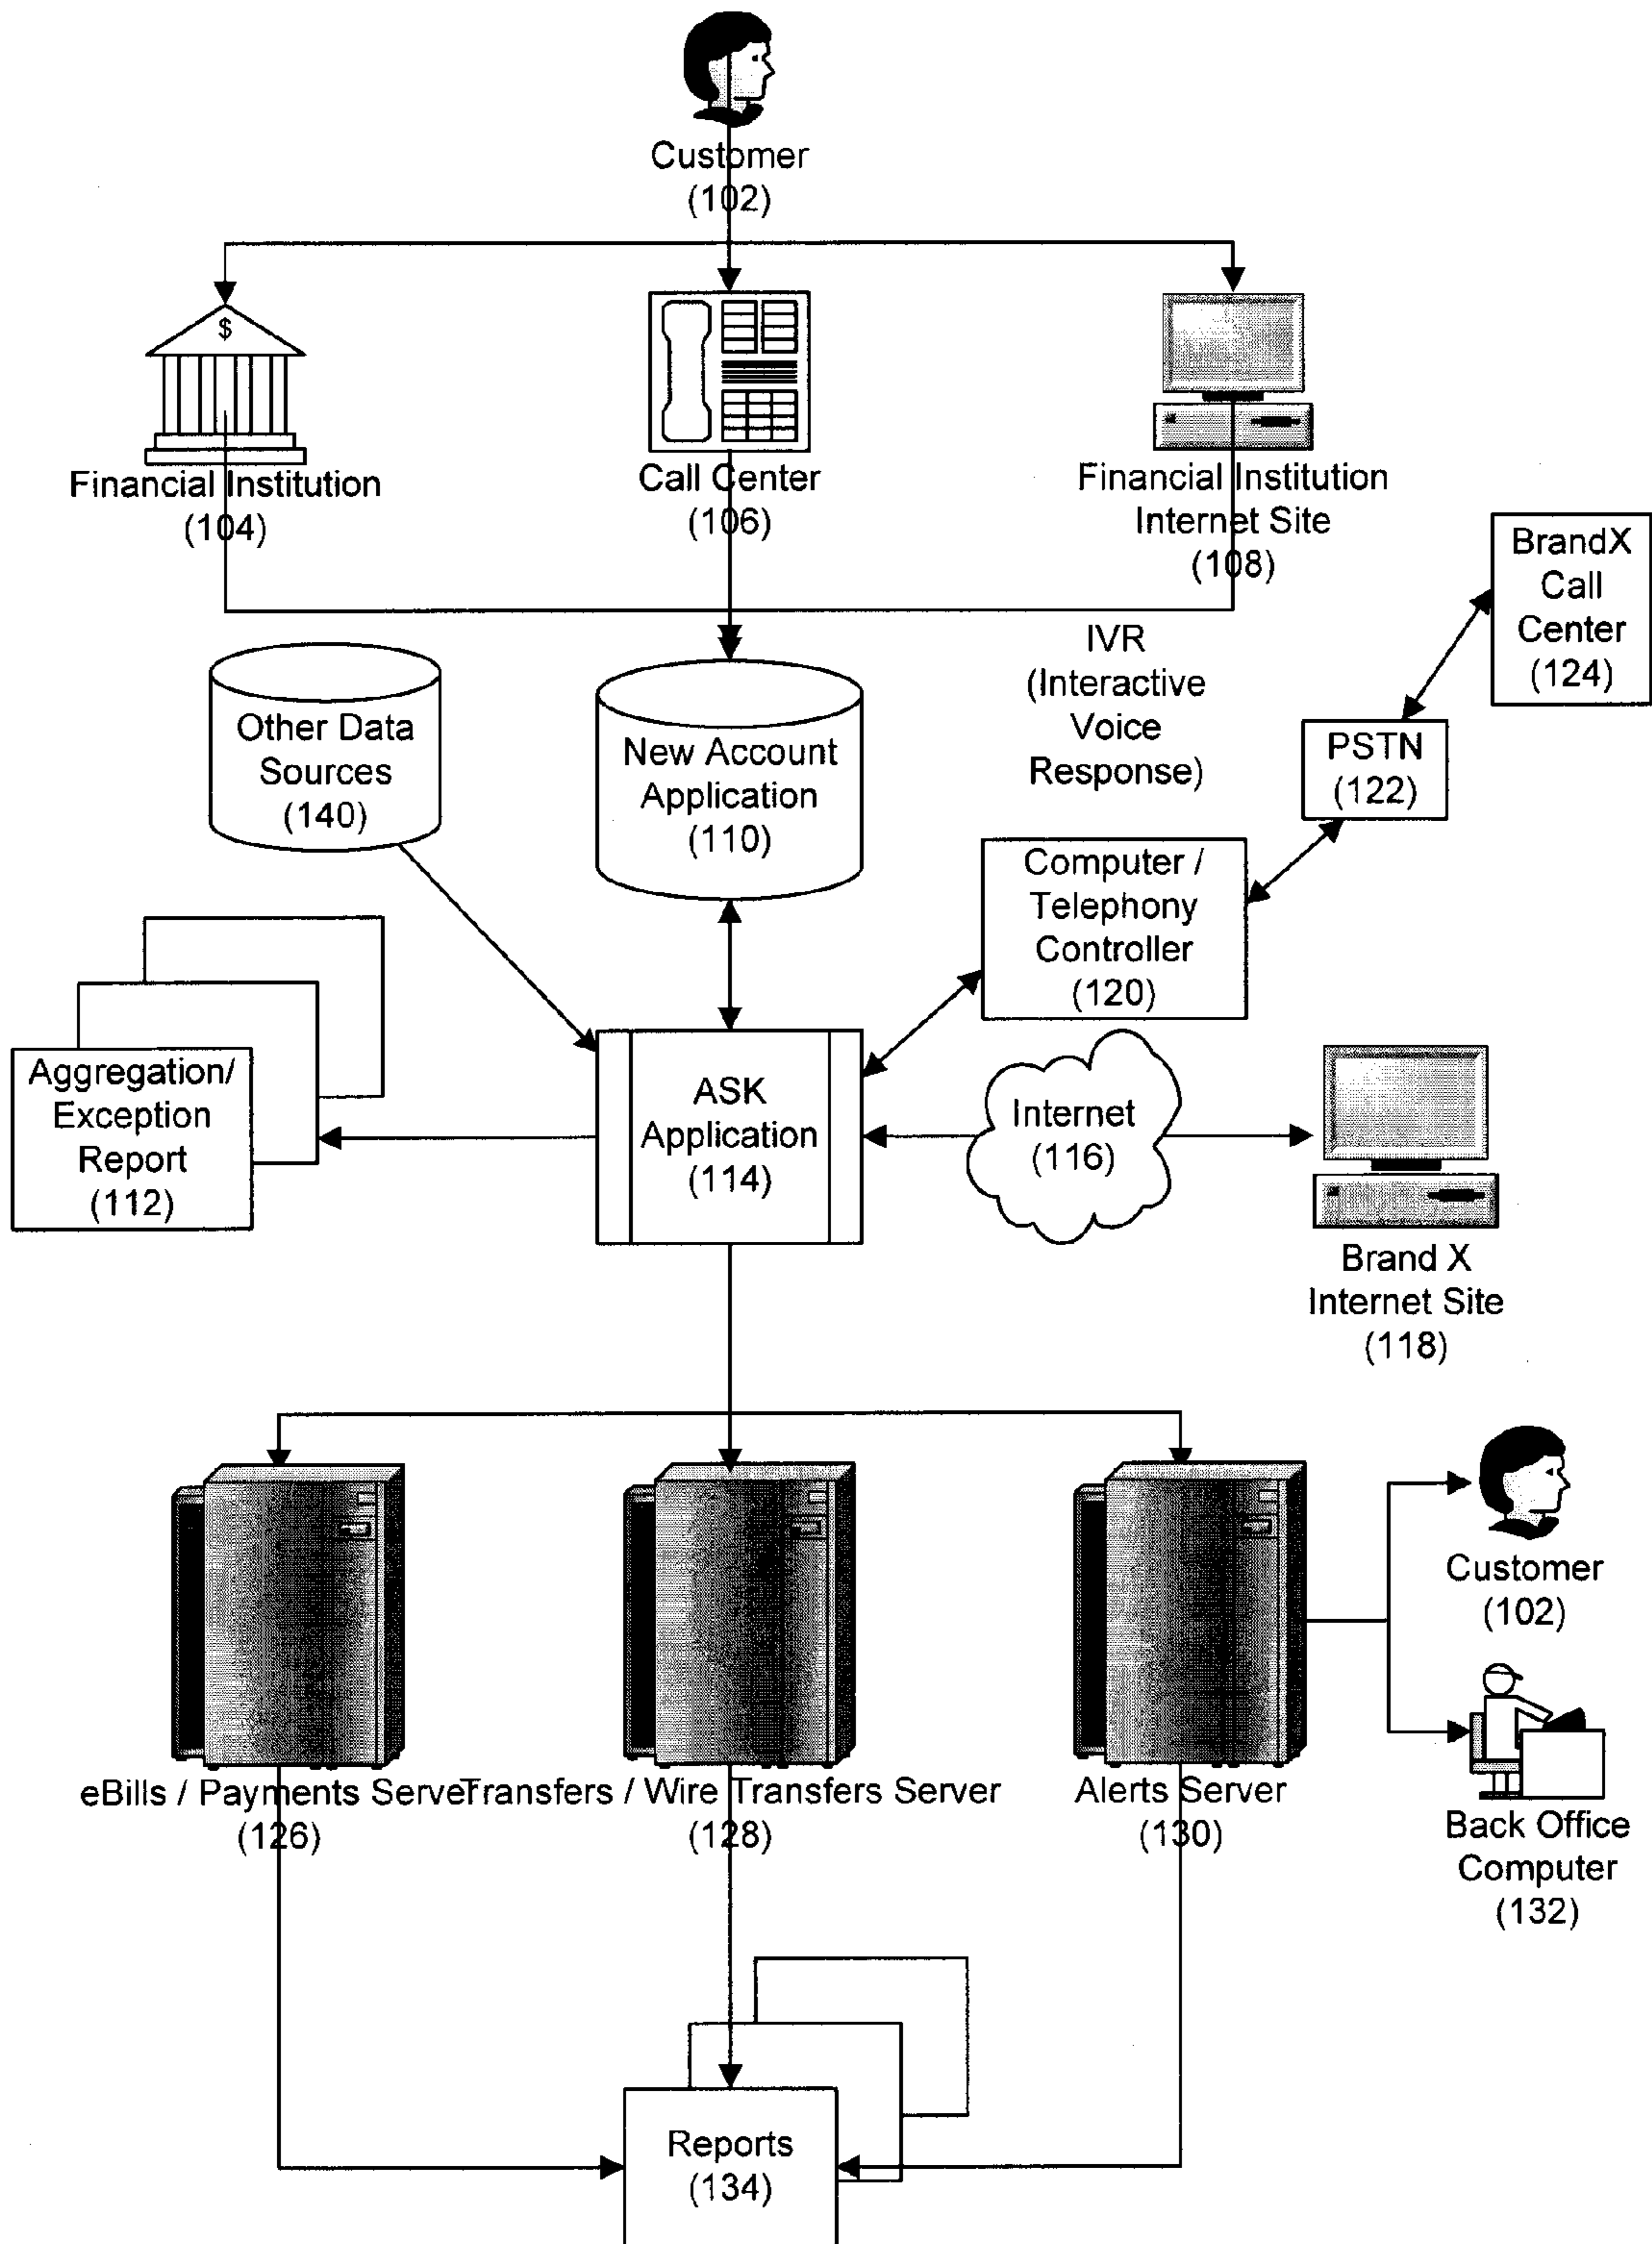 Customer
(102)
$
Financial Institution
(104)
Call Center
(106)
Financial Institution
Internet Site
(108)
BrandX
Call
Center
(124)
IVR
(Interactive
Voice
Response)
PSTN
(122)
Other Data
Sources
(140)
New Account
Application
(110)
Computer /
Telephony
Controller
(120)
Aggregation/
Exception
Report
(112)
ASK
Application
(114)
Internet
(116)
Brand X
Internet Site
(118)
eBills / Payments Server
(126)
Transfers / Wire Transfers Server
(128)
Alerts Server
(130)
Customer
(102)
Back Office
Computer
(132)
Reports
(134)